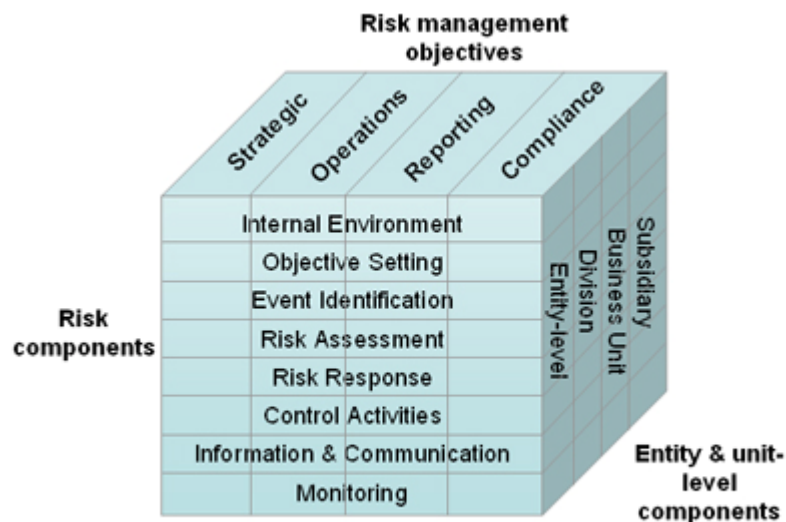 Risk management
objectives
Strategic
Operations
Reporting
Compliance
Internal Environment
Objective Setting
Event Identification
Risk Assessment
Risk Response
Control Activities
Information & Communication
Monitoring
Risk
components
Entity-level
Division
Business Unit
Subsidiary
Entity & unit-
level
components